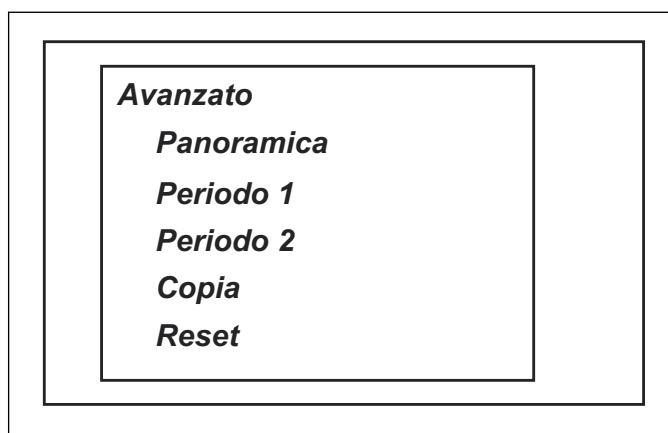 Avanzato
Panoramica
Periodo 1
Periodo 2
Copia
Reset